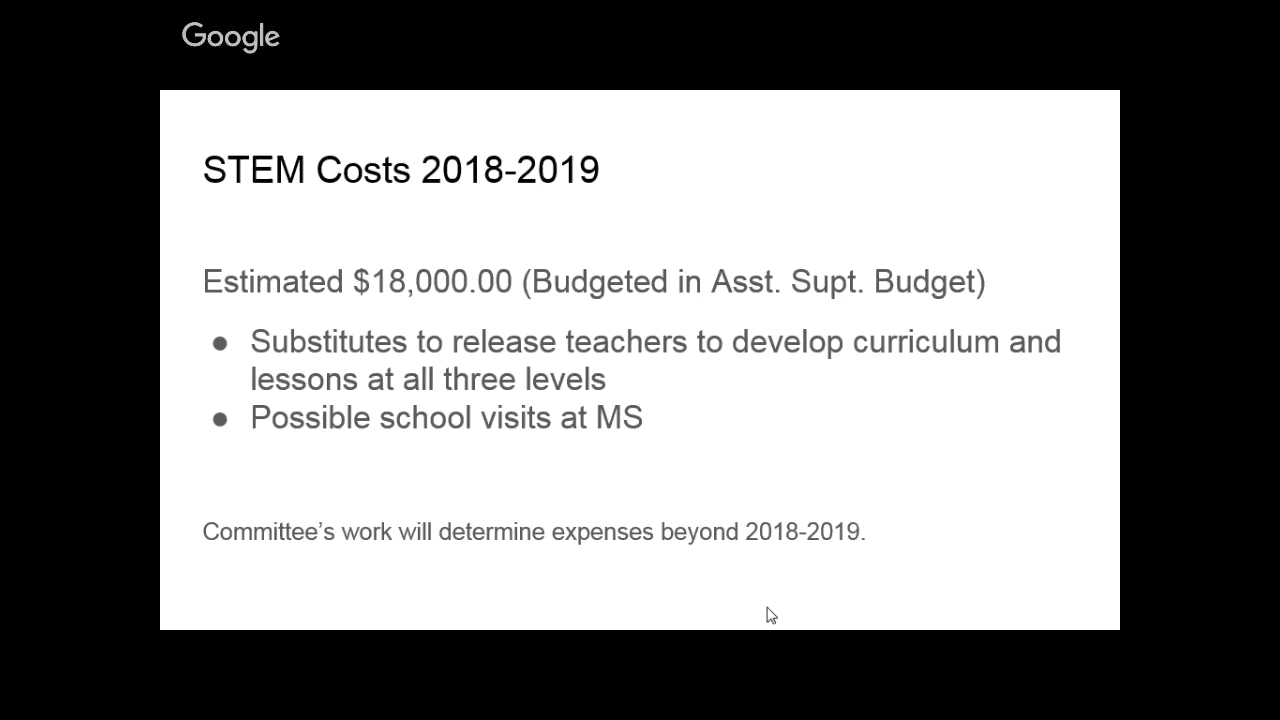 Google
STEM Costs 2018-2019
Estimated $18,000.00 (Budgeted in Asst. Supt. Budget)
● Substitutes to release teachers to develop curriculum and
lessons at all three levels
● Possible school visits at MS
Committee’s work will determine expenses beyond 2018-2019.